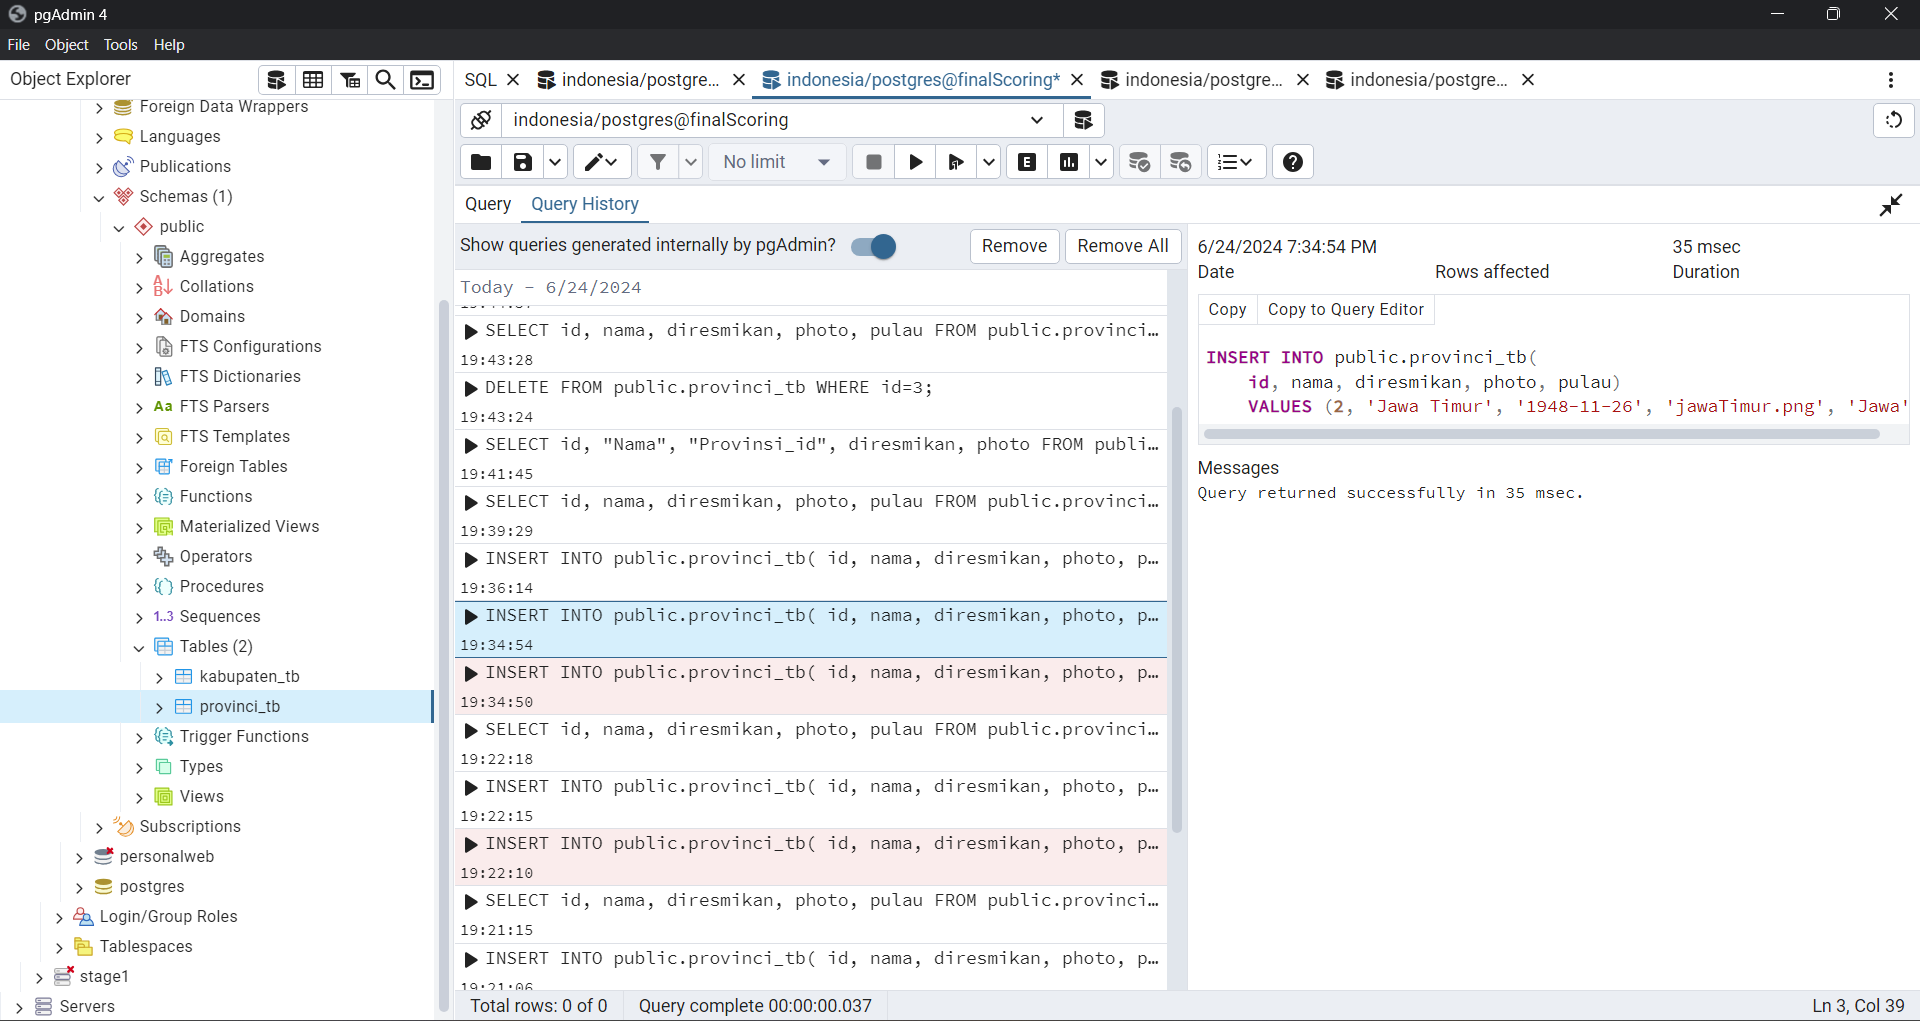 pgAdmin 4
File Object Tools Help
Object Explorer
SQL
indonesia/postgre...
indonesia/postgres@finalScoring*
indonesia/postgre...
indonesia/postgre...
Foreign Data Wrappers
Languages
Publications
Schemas (1)
public
Aggregates
Collations
Domains
FTS Configurations
FTS Dictionaries
Aa FTS Parsers
FTS Templates
Foreign Tables
Functions
Materialized Views
Operators
Procedures
1..3 Sequences
Tables (2)
kabupaten_tb
provinci_tb
Trigger Functions
Types
Views
Subscriptions
personalweb
postgres
Login/Group Roles
Tablespaces
stage1
Servers
indonesia/postgres@finalScoring
No limit
E
Query Query History
Show queries generated internally by pgAdmin?
Remove
Remove All
Today - 6/24/2024
SELECT id, nama, diresmikan, photo, pulau FROM public.provinci…
19:43:28
DELETE FROM public.provinci_tb WHERE id=3;
19:43:24
SELECT id, "Nama", "Provinsi_id", diresmikan, photo FROM publi…
19:41:45
SELECT id, nama, diresmikan, photo, pulau FROM public.provinci…
19:39:29
INSERT INTO public.provinci_tb( id, nama, diresmikan, photo, p…
19:36:14
INSERT INTO public.provinci_tb( id, nama, diresmikan, photo, p…
19:34:54
INSERT INTO public.provinci_tb( id, nama, diresmikan, photo, p…
19:34:50
SELECT id, nama, diresmikan, photo, pulau FROM public.provinci…
19:22:18
INSERT INTO public.provinci_tb( id, nama, diresmikan, photo, p…
19:22:15
INSERT INTO public.provinci_tb( id, nama, diresmikan, photo, p…
19:22:10
SELECT id, nama, diresmikan, photo, pulau FROM public.provinci…
19:21:15
INSERT INTO public.provinci_tb( id, nama, diresmikan, photo, p…
19:21:06
6/24/2024 7:34:54 PM
35 msec
Date
Rows affected
Duration
Copy
Copy to Query Editor
INSERT INTO public.provinci_tb(
id, nama, diresmikan, photo, pulau)
VALUES (2, 'Jawa Timur', '1948-11-26', 'jawaTimur.png', 'Jawa'
Messages
Query returned successfully in 35 msec.
Total rows: 0 of 0
Query complete 00:00:00.037
Ln 3, Col 39